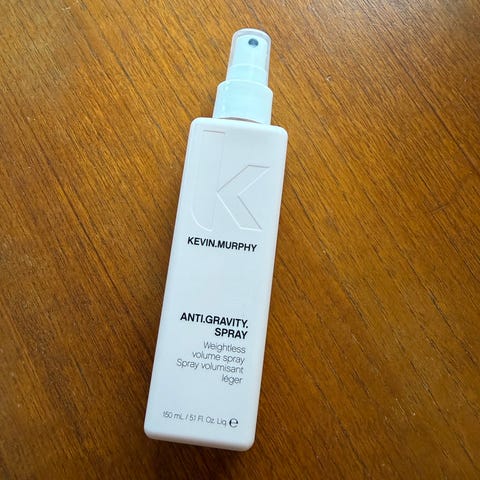 KEVIN.MURPHY
ANTI.GRAVITY.
SPRAY
Weightless
volume spray
Spray volumisant
léger
150 mL / 5.1 Fl. Oz. Liq. ℮